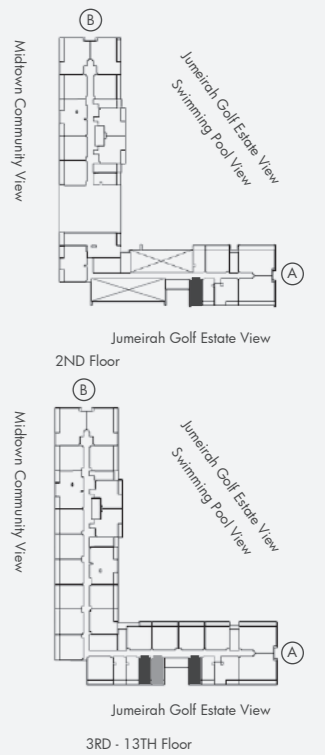 B
Midtown Community View
Jumeirah Golf Estate View
Swimming Pool View
A
Jumeirah Golf Estate View
2ND Floor
B
Midtown Community View
Jumeirah Golf Estate View
Swimming Pool View
A
Jumeirah Golf Estate View
3RD - 13TH Floor